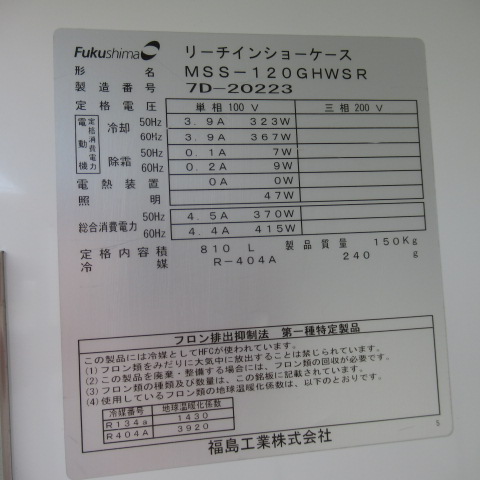 Fukushima リーチインショーケース
形 名 MSS-120GHWSR
製造番号 7D-20223
定格電圧 単相 100 V 三相 200 V
電動機 定格消費電力 冷却 50Hz 3.9A 323W
60Hz 3.9A 367W
除霜 50Hz 0.1A 7W
60Hz 0.2A 9W
電熱装置 0A 0W
照 明 47W
総合消費電力 50Hz 4.5A 370W
60Hz 4.4A 415W
定格内容積 810 L 製品質量 150Kg
冷 媒 R-404A 240 g
フロン排出抑制法 第一種特定製品
この製品には冷媒としてHFCが使われています。
(1) フロン類をみだりに大気中に放出することは禁じられています。
(2) この製品を廃棄・整備する場合には、フロン類の回収が必要です。
(3) フロン類の種類及び数量は、この銘板に記載されています。
(4) 使用しているフロン類の地球温暖化係数は、以下のとおりです。
冷媒番号 地球温暖化係数
R134a 1430
R404A 3920
福島工業株式会社